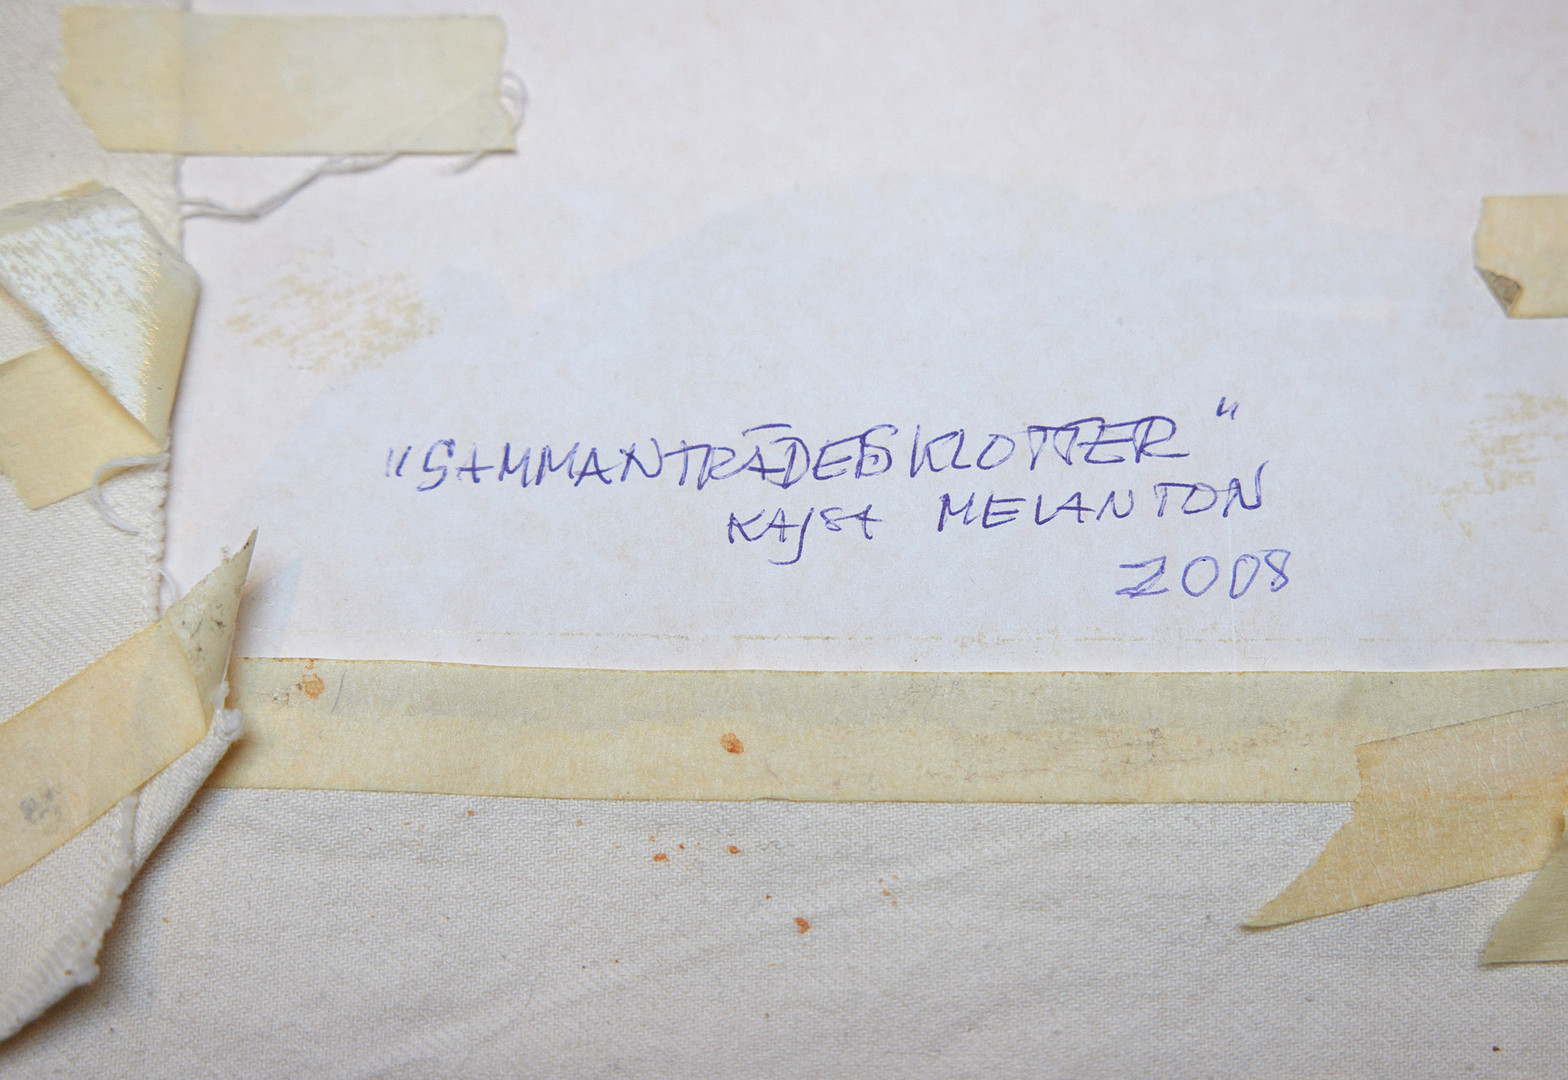 "SAMMANTRÄDESKLOTTER"
KAJSA MELANTON
2008